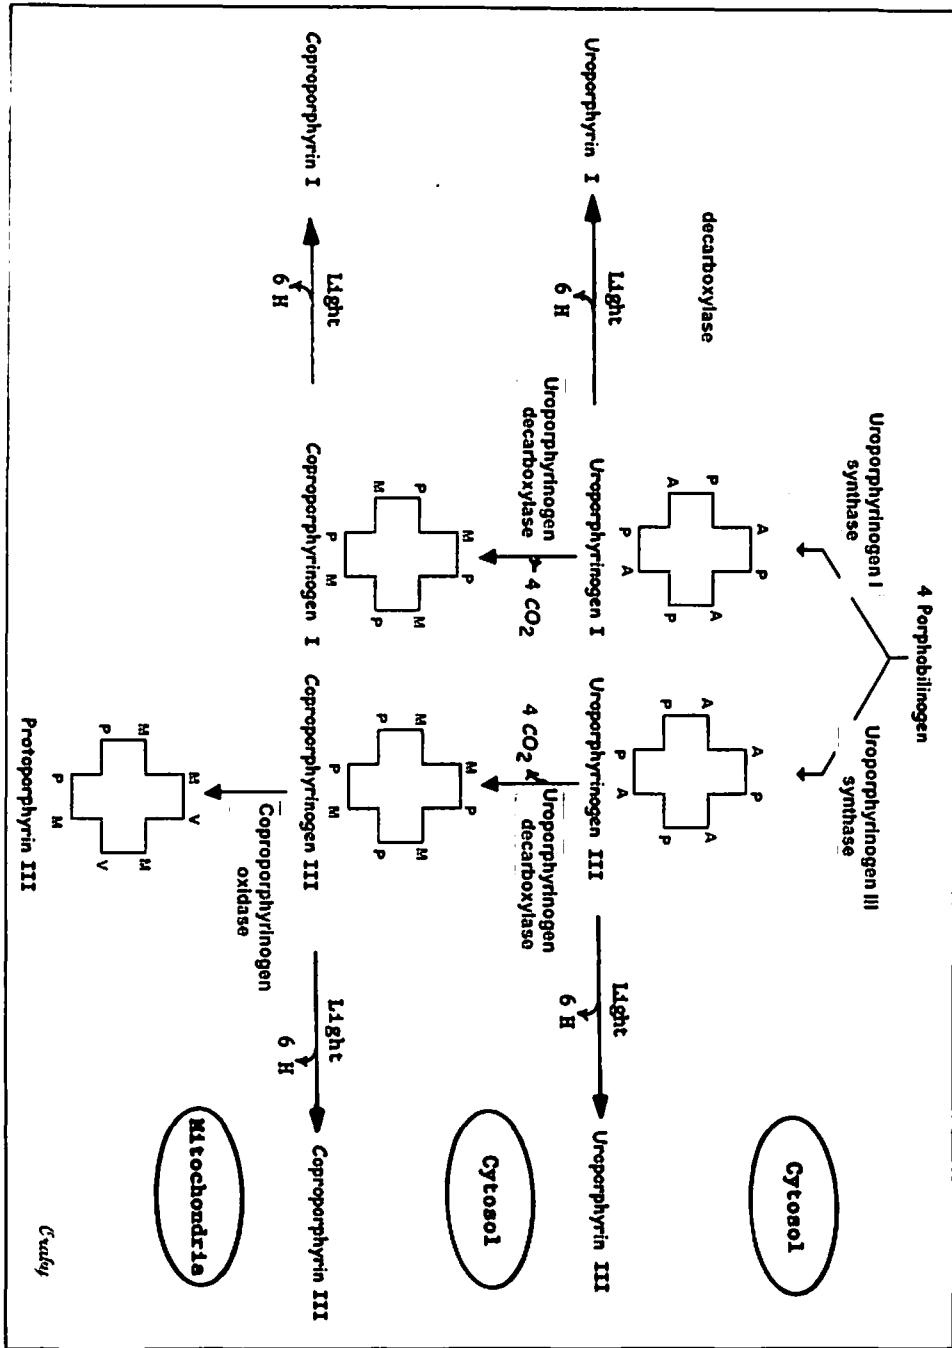 4 Porphobilinogen
Uroporphyrinogen I
synthase
Uroporphyrinogen III
synthase
Cytosol
decarboxylase
A P
P A
A P
P A
A P
A A
P P
P A
Uroporphyrin I
Light
6 H
Uroporphyrinogen I
Uroporphyrinogen III
Light
6 H
Uroporphyrin III
Uroporphyrinogen
decarboxylase
4 CO2
4 CO2
Uroporphyrinogen
decarboxylase
Cytosol
M P
P M
M P
P M
M P
M M
P P
P M
Coproporphyrin I
Light
6 H
Coproporphyrinogen I
Coproporphyrinogen III
Light
6 H
Coproporphyrin III
Coproporphyrinogen
oxidase
Mitochondria
M V
M M
P V
P M
Protoporphyrin III